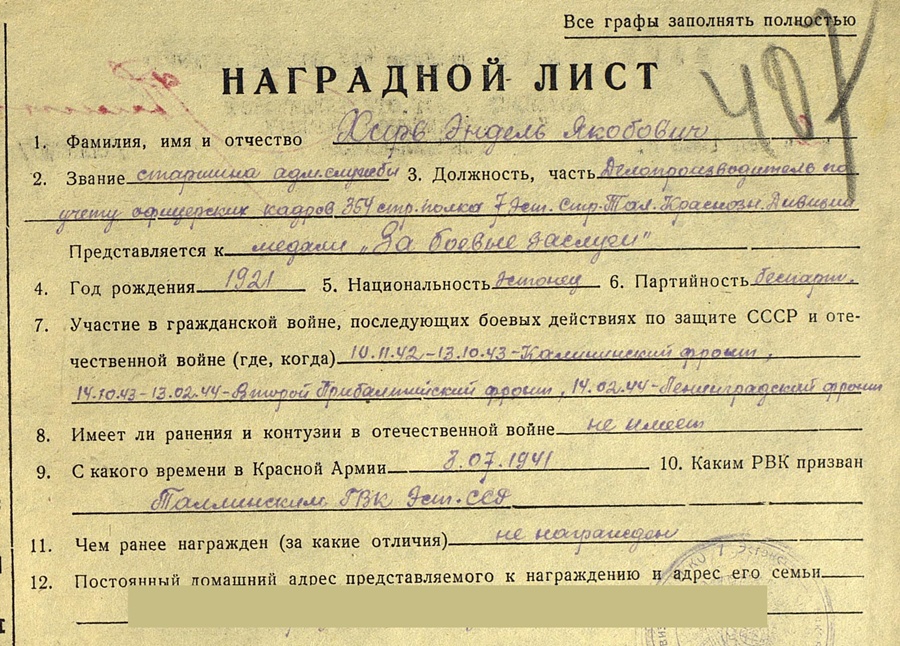 Все графы заполнять полностью
407
НАГРАДНОЙ ЛИСТ
1. Фамилия, имя и отчество Хирв Эндель Якобович
2. Звание старшина адм.службы 3. Должность, часть Делопроизводитель по
учету офицерских кадров 354 стр.полка 7 Эст. Стр. Тал. Краснозн. Дивизии
Представляется к медали „За боевые заслуги"
4. Год рождения 1921 5. Национальность эстонец 6. Партийность беспарт.
7. Участие в гражданской войне, последующих боевых действиях по защите СССР и оте-
чественной войне (где, когда) 10.11.42-13.10.43-Калининский фронт,
14.10.43-13.02.44-Второй Прибалтийский фронт, 14.02.44-Ленинградский фронт
8. Имеет ли ранения и контузии в отечественной войне не имеет
9. С какого времени в Красной Армии 3.07.1941 10. Каким РВК призван
Таллинским ГВК Эст.ССР
11. Чем ранее награжден (за какие отличия) не награжден
12. Постоянный домашний адрес представляемого к награждению и адрес его семьи